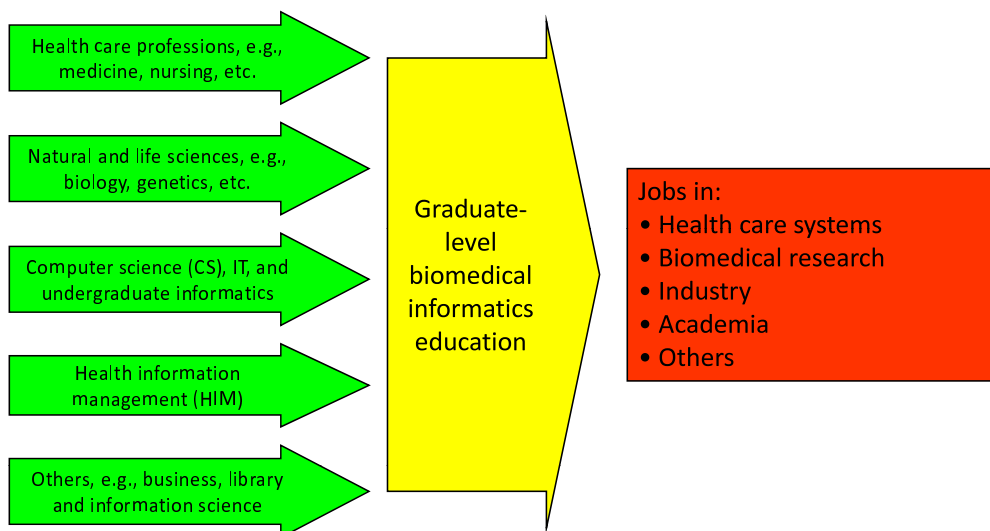 Health care professions, e.g.,
medicine, nursing, etc.
Natural and life sciences, e.g.,
biology, genetics, etc.
Computer science (CS), IT, and
undergraduate informatics
Health information
management (HIM)
Others, e.g., business, library
and information science
Graduate-
level
biomedical
informatics
education
Jobs in:
• Health care systems
• Biomedical research
• Industry
• Academia
• Others